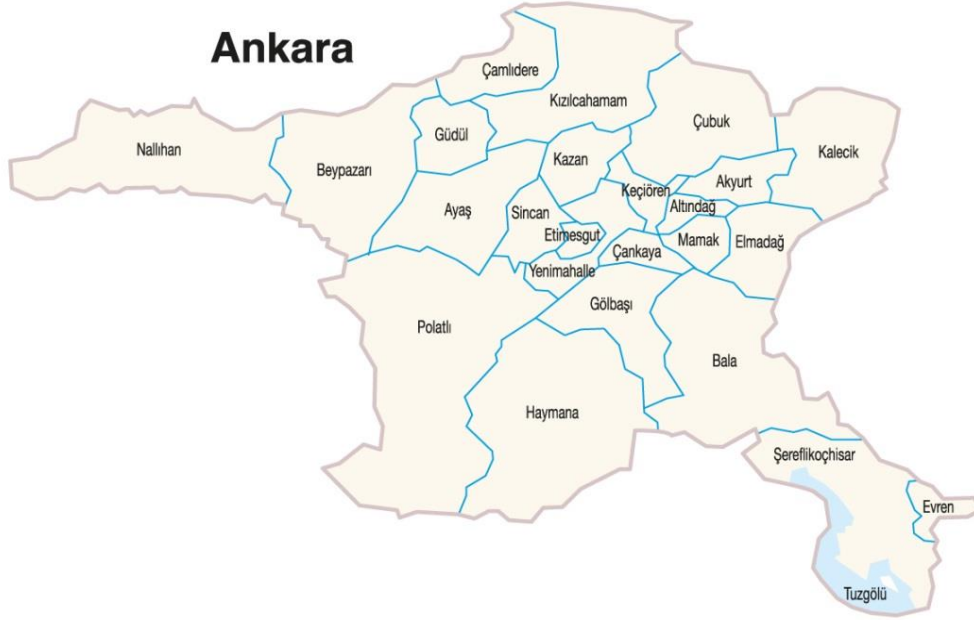 Ankara
Çamlıdere
Kızılcahamam
Çubuk
Güdül
Nallıhan
Beypazarı
Kazan
Kalecik
Keçiören
Akyurt
Ayaş
Sincan
Altındağ
Etimesgut
Mamak
Elmadağ
Çankaya
Yenimahalle
Gölbaşı
Polatlı
Bala
Haymana
Şereflikoçhisar
Evren
Tuzgölü